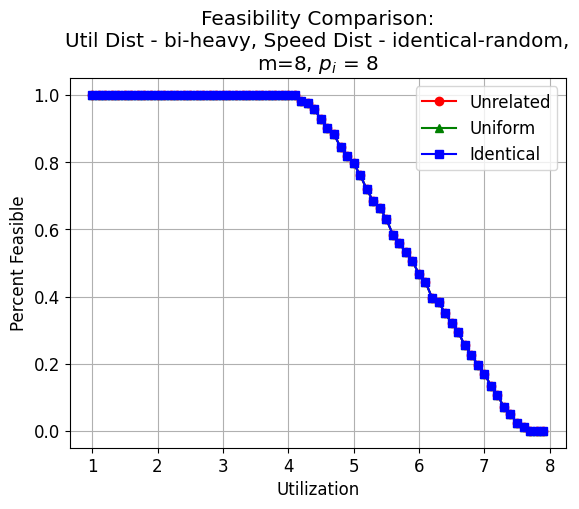 Feasibility Comparison:
Util Dist - bi-heavy, Speed Dist - identical-random,
m=8, $p_i$ = 8
Unrelated
Uniform
Identical
Percent Feasible
1.0
0.8
0.6
0.4
0.2
0.0
1 2 3 4 5 6 7 8
Utilization